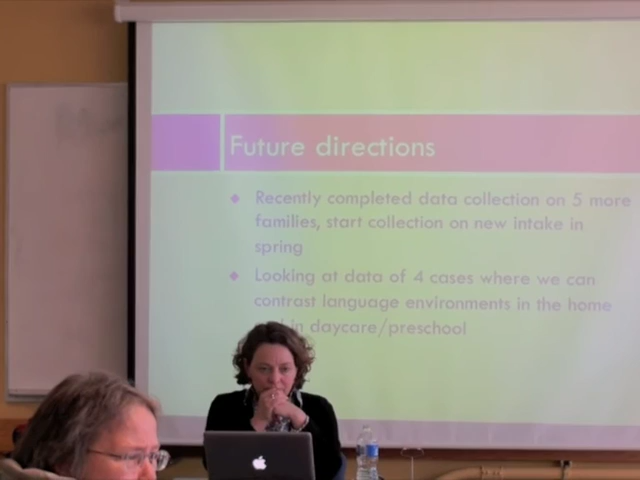 Future directions
Recently completed data collection on 5 more
families, start collection on new intake in
spring
Looking at data of 4 cases where we can
contrast language environments in the home
in daycare/preschool